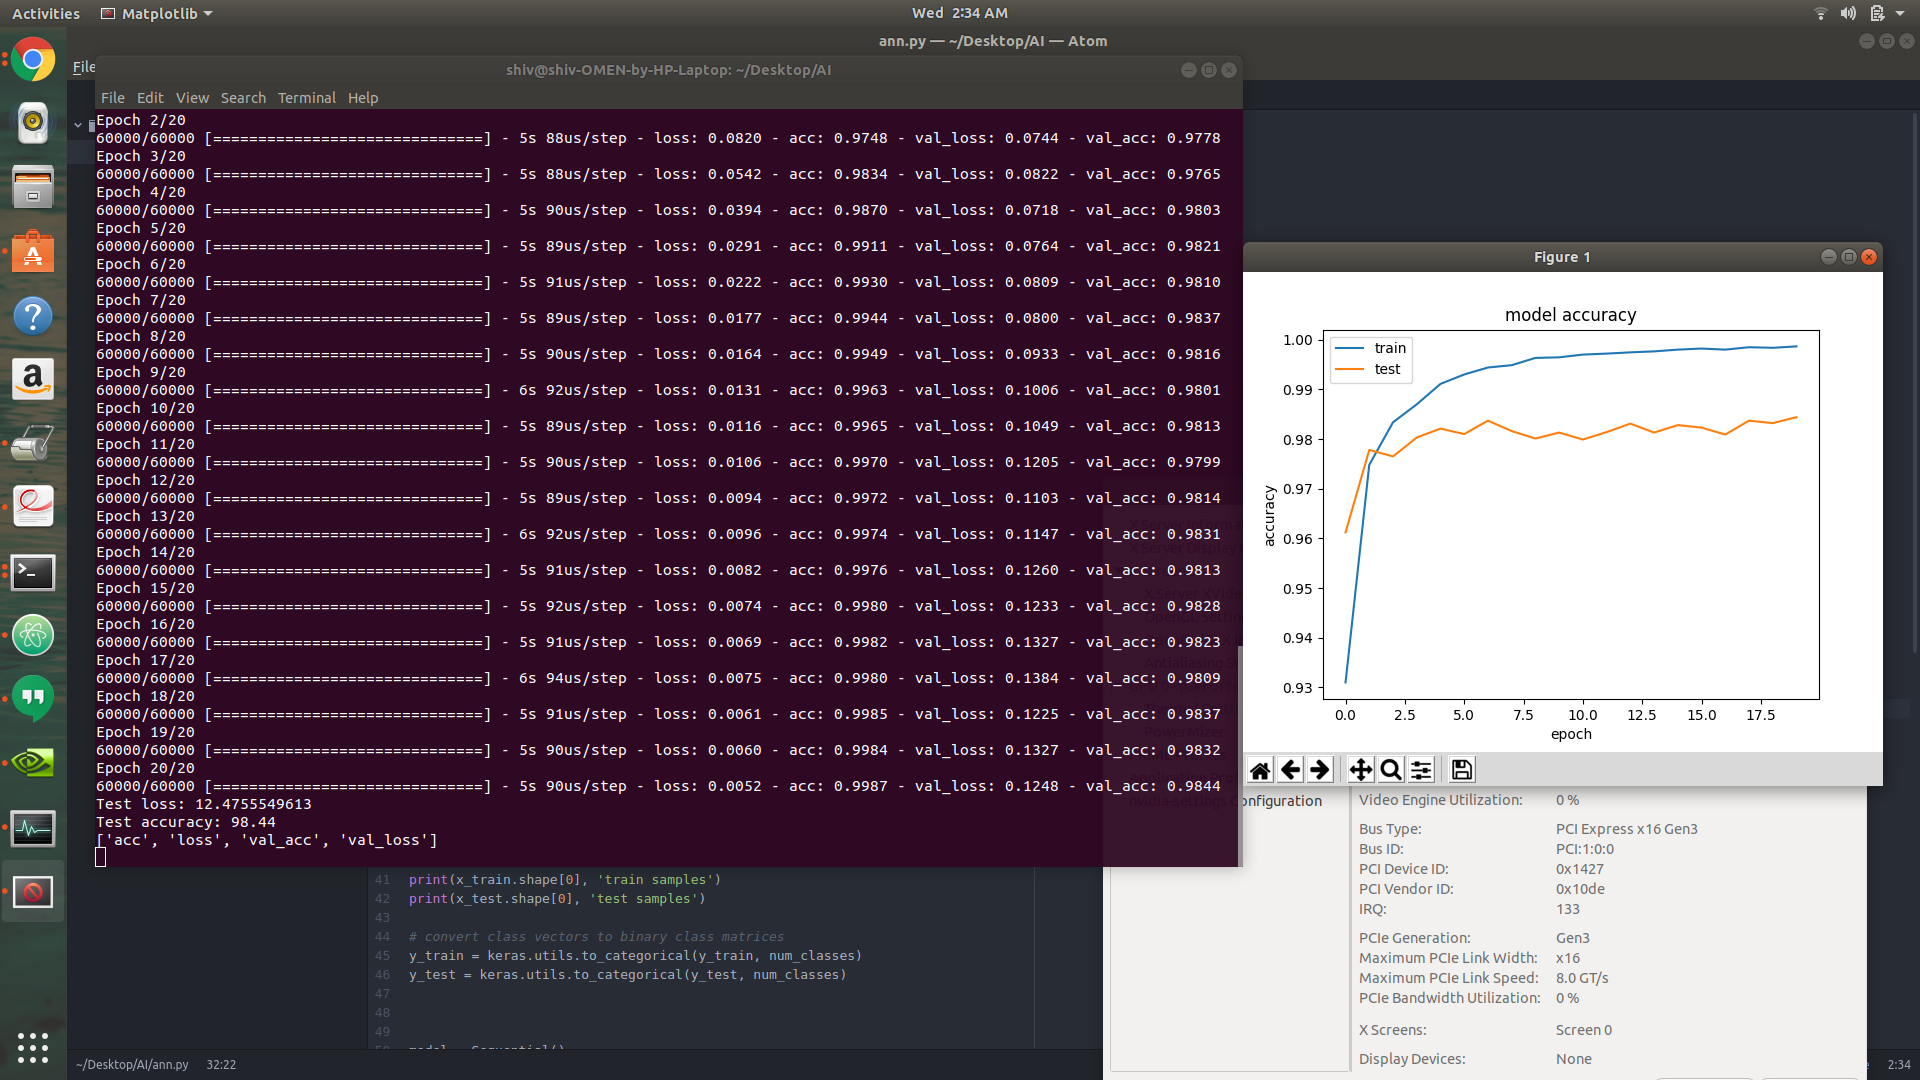 Activities
Matplotlib
Wed 2:34 AM
ann.py — ~/Desktop/AI — Atom
File
shiv@shiv-OMEN-by-HP-Laptop: ~/Desktop/AI
File Edit View Search Terminal Help
Epoch 2/20
60000/60000 [==============================] - 5s 88us/step - loss: 0.0820 - acc: 0.9748 - val_loss: 0.0744 - val_acc: 0.9778
Epoch 3/20
60000/60000 [==============================] - 5s 88us/step - loss: 0.0542 - acc: 0.9834 - val_loss: 0.0822 - val_acc: 0.9765
Epoch 4/20
60000/60000 [==============================] - 5s 90us/step - loss: 0.0394 - acc: 0.9870 - val_loss: 0.0718 - val_acc: 0.9803
Epoch 5/20
60000/60000 [==============================] - 5s 89us/step - loss: 0.0291 - acc: 0.9911 - val_loss: 0.0764 - val_acc: 0.9821
Epoch 6/20
60000/60000 [==============================] - 5s 91us/step - loss: 0.0222 - acc: 0.9930 - val_loss: 0.0809 - val_acc: 0.9810
Epoch 7/20
60000/60000 [==============================] - 5s 89us/step - loss: 0.0177 - acc: 0.9944 - val_loss: 0.0800 - val_acc: 0.9837
Epoch 8/20
60000/60000 [==============================] - 5s 90us/step - loss: 0.0164 - acc: 0.9949 - val_loss: 0.0933 - val_acc: 0.9816
Epoch 9/20
60000/60000 [==============================] - 6s 92us/step - loss: 0.0131 - acc: 0.9963 - val_loss: 0.1006 - val_acc: 0.9801
Epoch 10/20
60000/60000 [==============================] - 5s 89us/step - loss: 0.0116 - acc: 0.9965 - val_loss: 0.1049 - val_acc: 0.9813
Epoch 11/20
60000/60000 [==============================] - 5s 90us/step - loss: 0.0106 - acc: 0.9970 - val_loss: 0.1205 - val_acc: 0.9799
Epoch 12/20
60000/60000 [==============================] - 5s 89us/step - loss: 0.0094 - acc: 0.9972 - val_loss: 0.1103 - val_acc: 0.9814
Epoch 13/20
60000/60000 [==============================] - 6s 92us/step - loss: 0.0096 - acc: 0.9974 - val_loss: 0.1147 - val_acc: 0.9831
Epoch 14/20
60000/60000 [==============================] - 5s 91us/step - loss: 0.0082 - acc: 0.9976 - val_loss: 0.1260 - val_acc: 0.9813
Epoch 15/20
60000/60000 [==============================] - 5s 92us/step - loss: 0.0074 - acc: 0.9980 - val_loss: 0.1233 - val_acc: 0.9828
Epoch 16/20
60000/60000 [==============================] - 5s 91us/step - loss: 0.0069 - acc: 0.9982 - val_loss: 0.1327 - val_acc: 0.9823
Epoch 17/20
60000/60000 [==============================] - 6s 94us/step - loss: 0.0075 - acc: 0.9980 - val_loss: 0.1384 - val_acc: 0.9809
Epoch 18/20
60000/60000 [==============================] - 5s 91us/step - loss: 0.0061 - acc: 0.9985 - val_loss: 0.1225 - val_acc: 0.9837
Epoch 19/20
60000/60000 [==============================] - 5s 90us/step - loss: 0.0060 - acc: 0.9984 - val_loss: 0.1327 - val_acc: 0.9832
Epoch 20/20
60000/60000 [==============================] - 5s 90us/step - loss: 0.0052 - acc: 0.9987 - val_loss: 0.1248 - val_acc: 0.9844
Test loss: 12.4755549613
Test accuracy: 98.44
['acc', 'loss', 'val_acc', 'val_loss']
Figure 1
model accuracy
train
test
1.00
0.99
0.98
0.97
0.96
0.95
0.94
0.93
accuracy
0.0 2.5 5.0 7.5 10.0 12.5 15.0 17.5
epoch
41 print(x_train.shape[0], 'train samples')
42 print(x_test.shape[0], 'test samples')
43
44 # convert class vectors to binary class matrices
45 y_train = keras.utils.to_categorical(y_train, num_classes)
46 y_test = keras.utils.to_categorical(y_test, num_classes)
47
48
49
nvidia-settings Configuration
Video Engine Utilization: 0 %
Bus Type: PCI Express x16 Gen3
Bus ID: PCI:1:0:0
PCI Device ID: 0x1427
PCI Vendor ID: 0x10de
IRQ: 133
PCIe Generation: Gen3
Maximum PCIe Link Width: x16
Maximum PCIe Link Speed: 8.0 GT/s
PCIe Bandwidth Utilization: 0 %
X Screens: Screen 0
Display Devices: None
~/Desktop/AI/ann.py 32:22
2:34